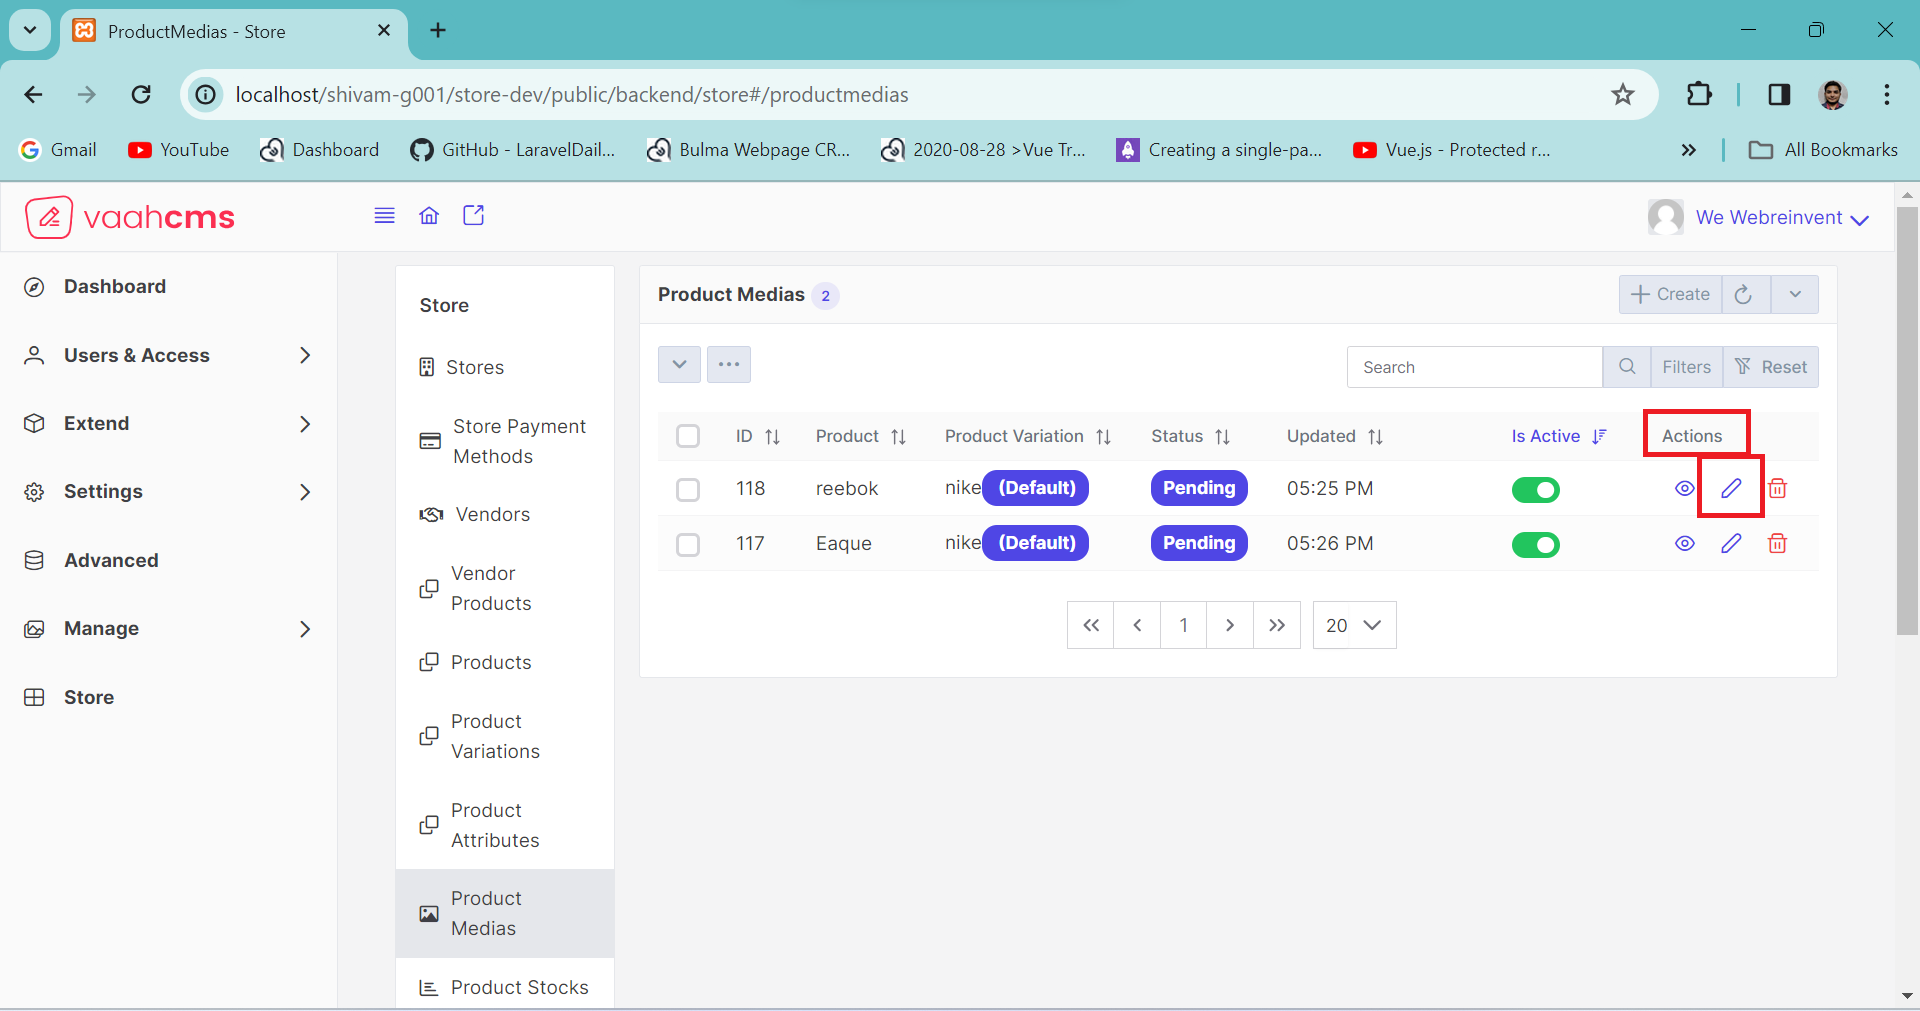 ProductMedias - Store
localhost/shivam-g001/store-dev/public/backend/store#/productmedias
Gmail
YouTube
Dashboard
GitHub - LaravelDail...
Bulma Webpage CR...
2020-08-28 >Vue Tr...
Creating a single-pa...
Vue.js - Protected r...
All Bookmarks
vaahcms
We Webreinvent
Dashboard
Users & Access
Extend
Settings
Advanced
Manage
Store
Store
Stores
Store Payment
Methods
Vendors
Vendor
Products
Products
Product
Variations
Product
Attributes
Product
Medias
Product Stocks
Product Medias 2
Create
Search
Filters
Reset
ID Product Product Variation Status Updated Is Active Actions
118 reebok nike (Default) Pending 05:25 PM
117 Eaque nike (Default) Pending 05:26 PM
1
20